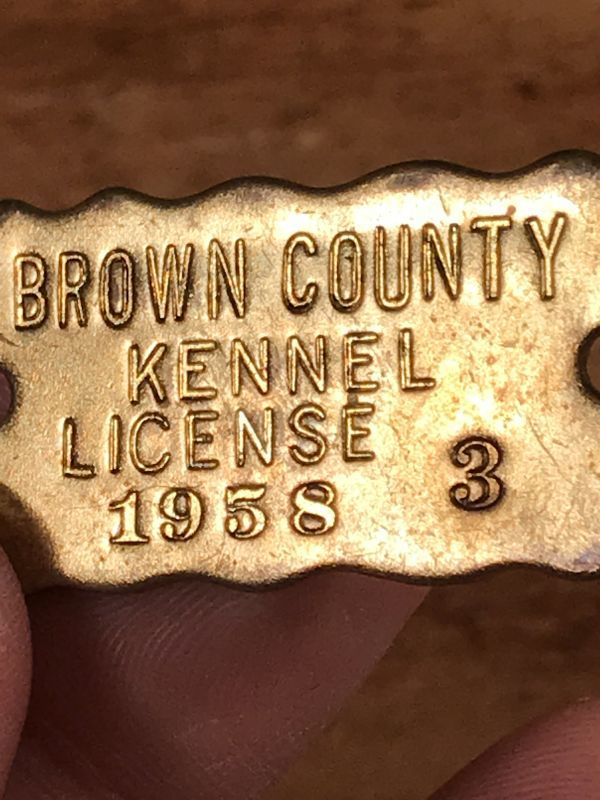 BROWN COUNTY
KENNEL
LICENSE
1958 3